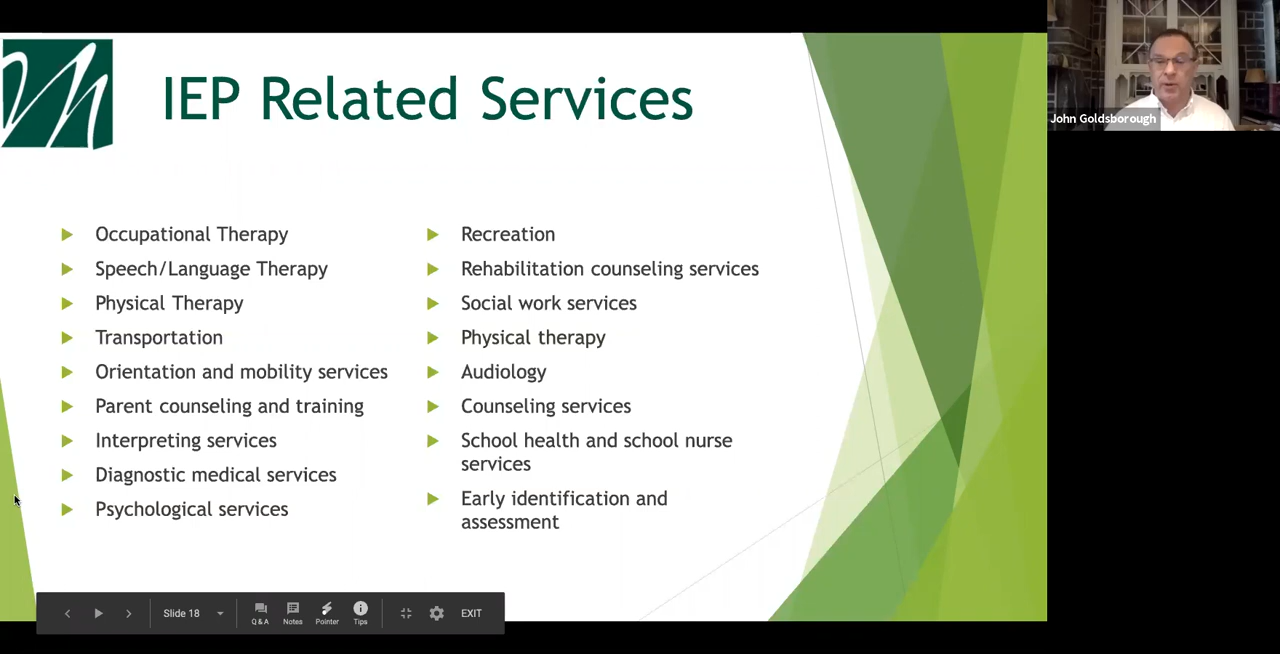 IEP Related Services
John Goldsborough
Occupational Therapy
Speech/Language Therapy
Physical Therapy
Transportation
Orientation and mobility services
Parent counseling and training
Interpreting services
Diagnostic medical services
Psychological services
Recreation
Rehabilitation counseling services
Social work services
Physical therapy
Audiology
Counseling services
School health and school nurse
services
Early identification and
assessment
Slide 18
Q & A
Notes
Pointer
Tips
EXIT